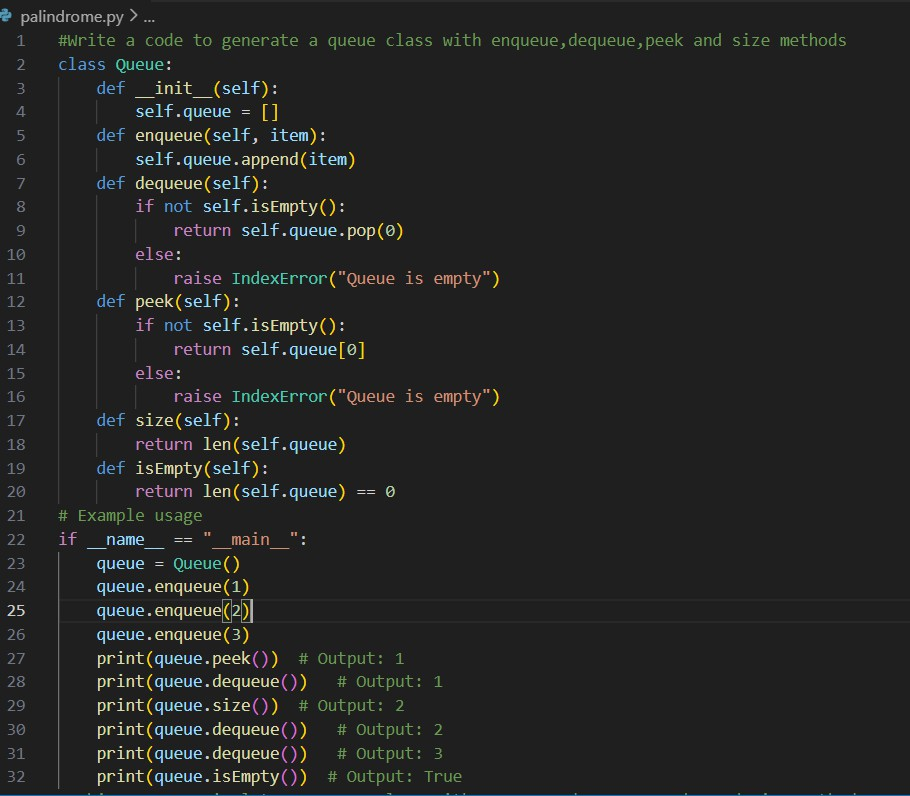 palindrome.py > ...
1 #Write a code to generate a queue class with enqueue,dequeue,peek and size methods
2 class Queue:
3     def __init__(self):
4         self.queue = []
5     def enqueue(self, item):
6         self.queue.append(item)
7     def dequeue(self):
8         if not self.isEmpty():
9             return self.queue.pop(0)
10         else:
11             raise IndexError("Queue is empty")
12     def peek(self):
13         if not self.isEmpty():
14             return self.queue[0]
15         else:
16             raise IndexError("Queue is empty")
17     def size(self):
18         return len(self.queue)
19     def isEmpty(self):
20         return len(self.queue) == 0
21 # Example usage
22 if __name__ == "__main__":
23     queue = Queue()
24     queue.enqueue(1)
25     queue.enqueue(2)
26     queue.enqueue(3)
27     print(queue.peek())  # Output: 1
28     print(queue.dequeue())   # Output: 1
29     print(queue.size())  # Output: 2
30     print(queue.dequeue())   # Output: 2
31     print(queue.dequeue())   # Output: 3
32     print(queue.isEmpty())  # Output: True